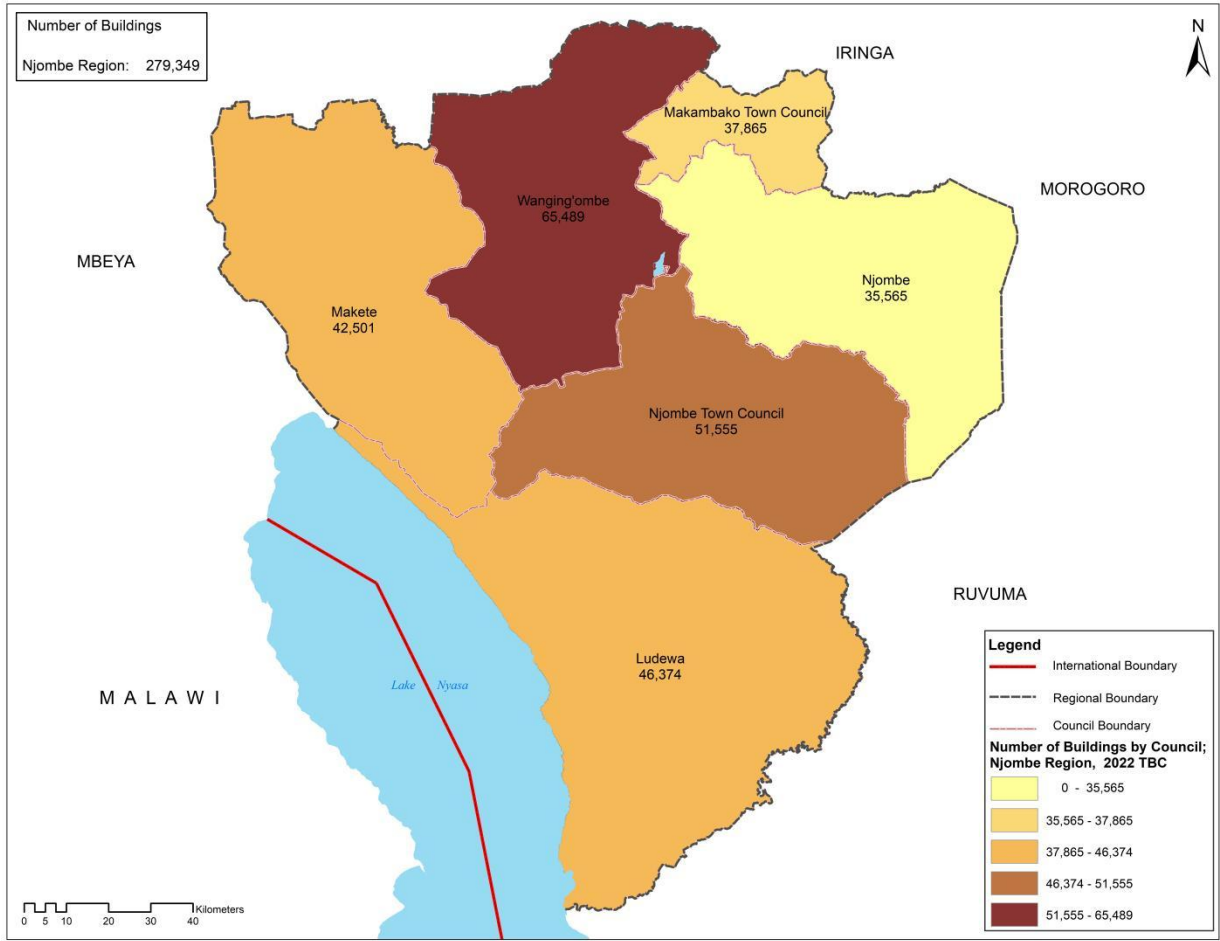 Number of Buildings
Njombe Region: 279,349
N
IRINGA
Makambako Town Council
37,865
MOROGORO
Wanging'ombe
65,489
MBEYA
Njombe
35,565
Makete
42,501
Njombe Town Council
51,555
RUVUMA
Ludewa
46,374
Lake Nyasa
MALAWI
Legend
International Boundary
Regional Boundary
Council Boundary
Number of Buildings by Council;
Njombe Region, 2022 TBC
0 - 35,565
35,565 - 37,865
37,865 - 46,374
46,374 - 51,555
51,555 - 65,489
Kilometers
0 5 10 20 30 40